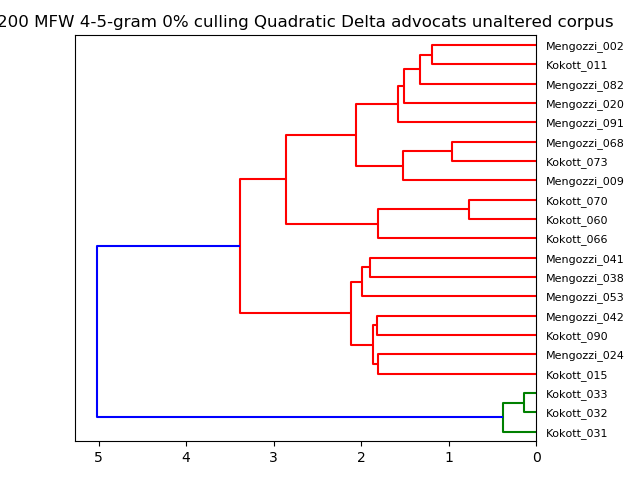 200 MFW 4-5-gram 0% culling Quadratic Delta advocats unaltered corpus
Mengozzi_002
Kokott_011
Mengozzi_082
Mengozzi_020
Mengozzi_091
Mengozzi_068
Kokott_073
Mengozzi_009
Kokott_070
Kokott_060
Kokott_066
Mengozzi_041
Mengozzi_038
Mengozzi_053
Mengozzi_042
Kokott_090
Mengozzi_024
Kokott_015
Kokott_033
Kokott_032
Kokott_031
5 4 3 2 1 0